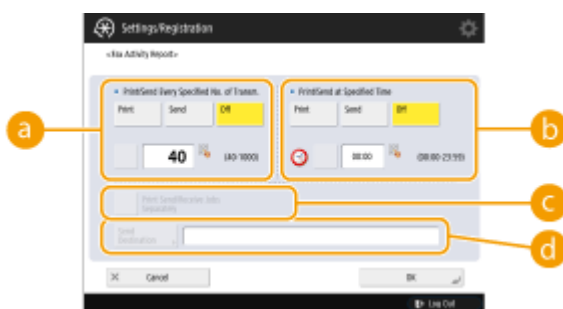 Settings/Registration
<Fax Activity Report>
Print/Send Every Specified No. of Transm.
Print Send Off
40 (40-1000)
Print/Send at Specified Time
Print Send Off
00:00 (00:00-23:59)
Print Send/Receive Jobs
Separately
Send
Destination
Cancel
OK
Log Out
a
b
c
d